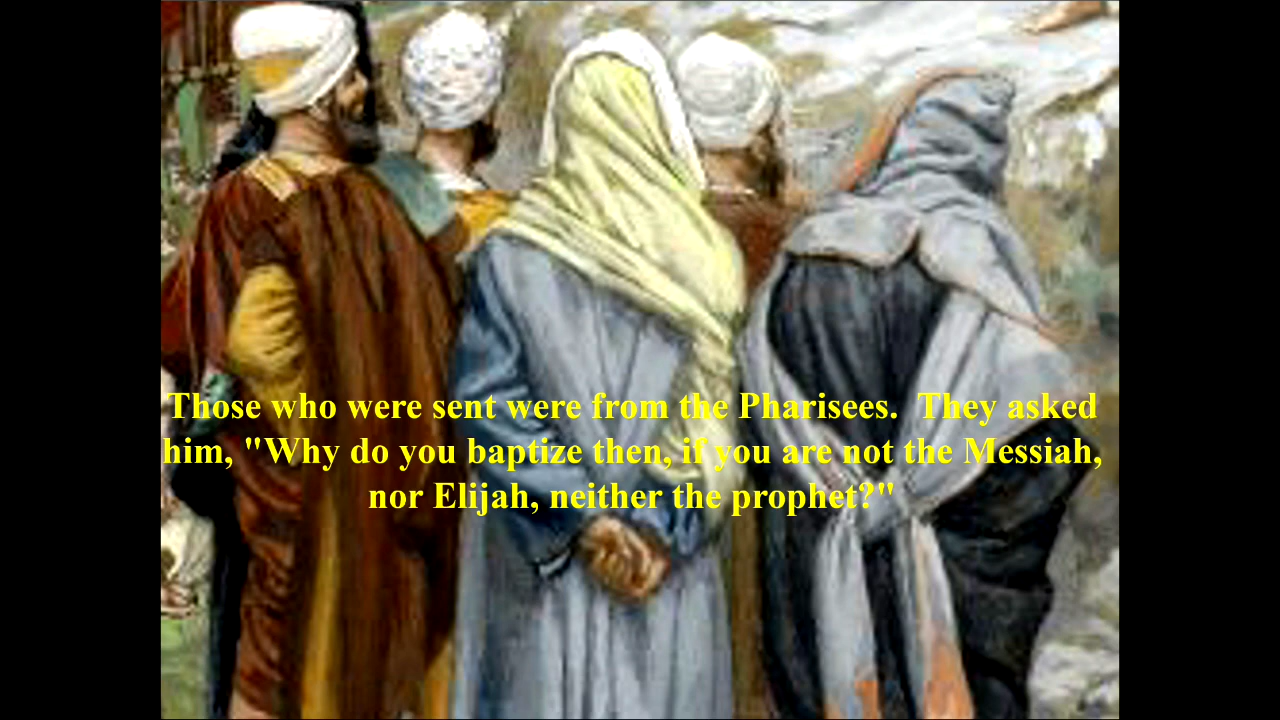 Those who were sent were from the Pharisees.  They asked
him, "Why do you baptize then, if you are not the Messiah,
nor Elijah, neither the prophet?"